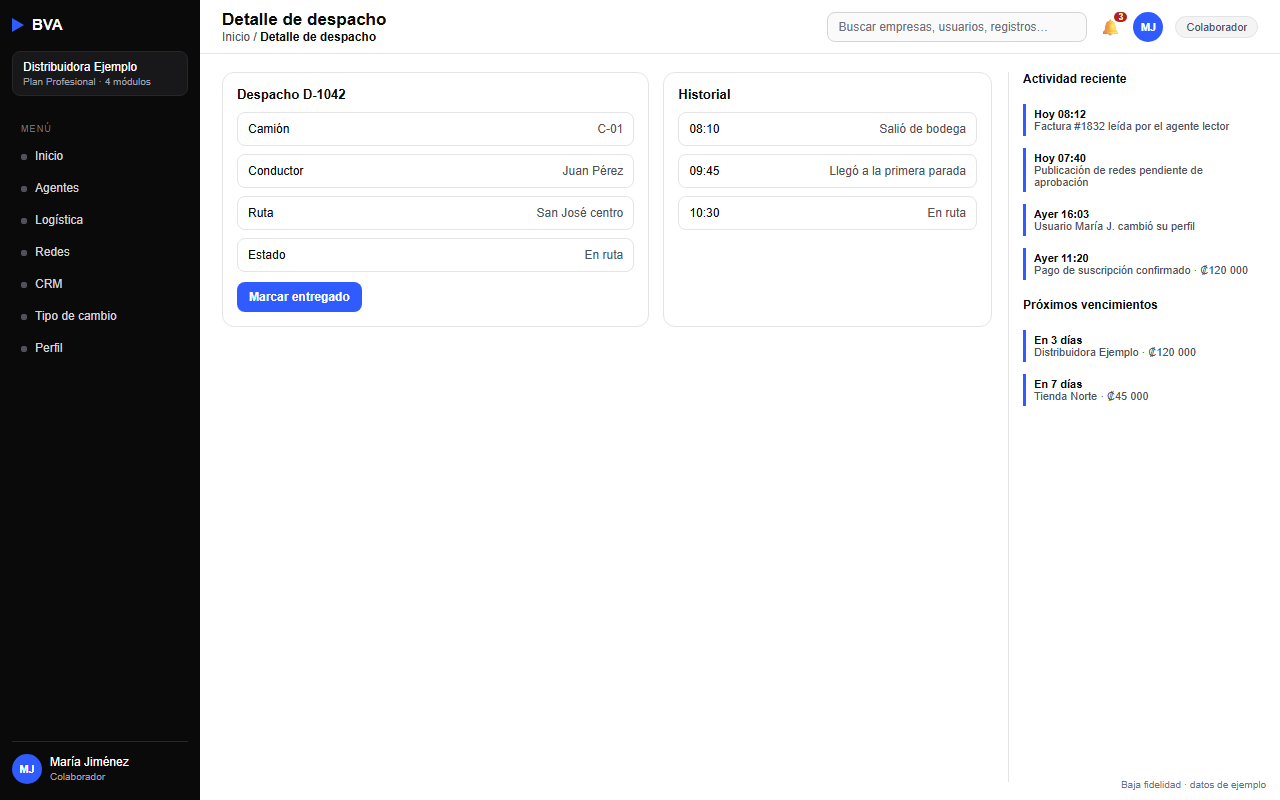 BVA
Distribuidora Ejemplo
Plan Profesional · 4 módulos
MENÚ
Inicio
Agentes
Logística
Redes
CRM
Tipo de cambio
Perfil
MJ
María Jiménez
Colaborador
Detalle de despacho
Inicio / Detalle de despacho
Buscar empresas, usuarios, registros…
3
MJ
Colaborador
Despacho D-1042
Camión C-01
Conductor Juan Pérez
Ruta San José centro
Estado En ruta
Marcar entregado
Historial
08:10 Salió de bodega
09:45 Llegó a la primera parada
10:30 En ruta
Actividad reciente
Hoy 08:12
Factura #1832 leída por el agente lector
Hoy 07:40
Publicación de redes pendiente de
aprobación
Ayer 16:03
Usuario María J. cambió su perfil
Ayer 11:20
Pago de suscripción confirmado · ₡120 000
Próximos vencimientos
En 3 días
Distribuidora Ejemplo · ₡120 000
En 7 días
Tienda Norte · ₡45 000
Baja fidelidad · datos de ejemplo